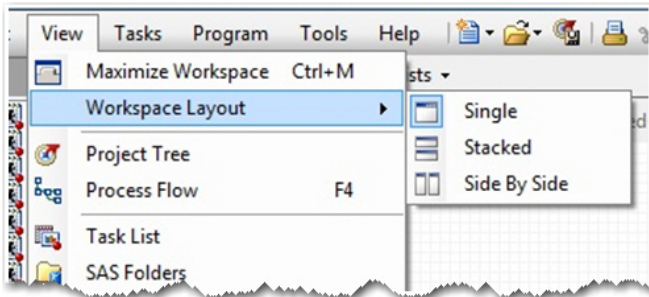 View Tasks Program Tools Help
Maximize Workspace Ctrl+M
sts
Workspace Layout
Single
Stacked
Side By Side
Project Tree
Process Flow F4
Task List
SAS Folders